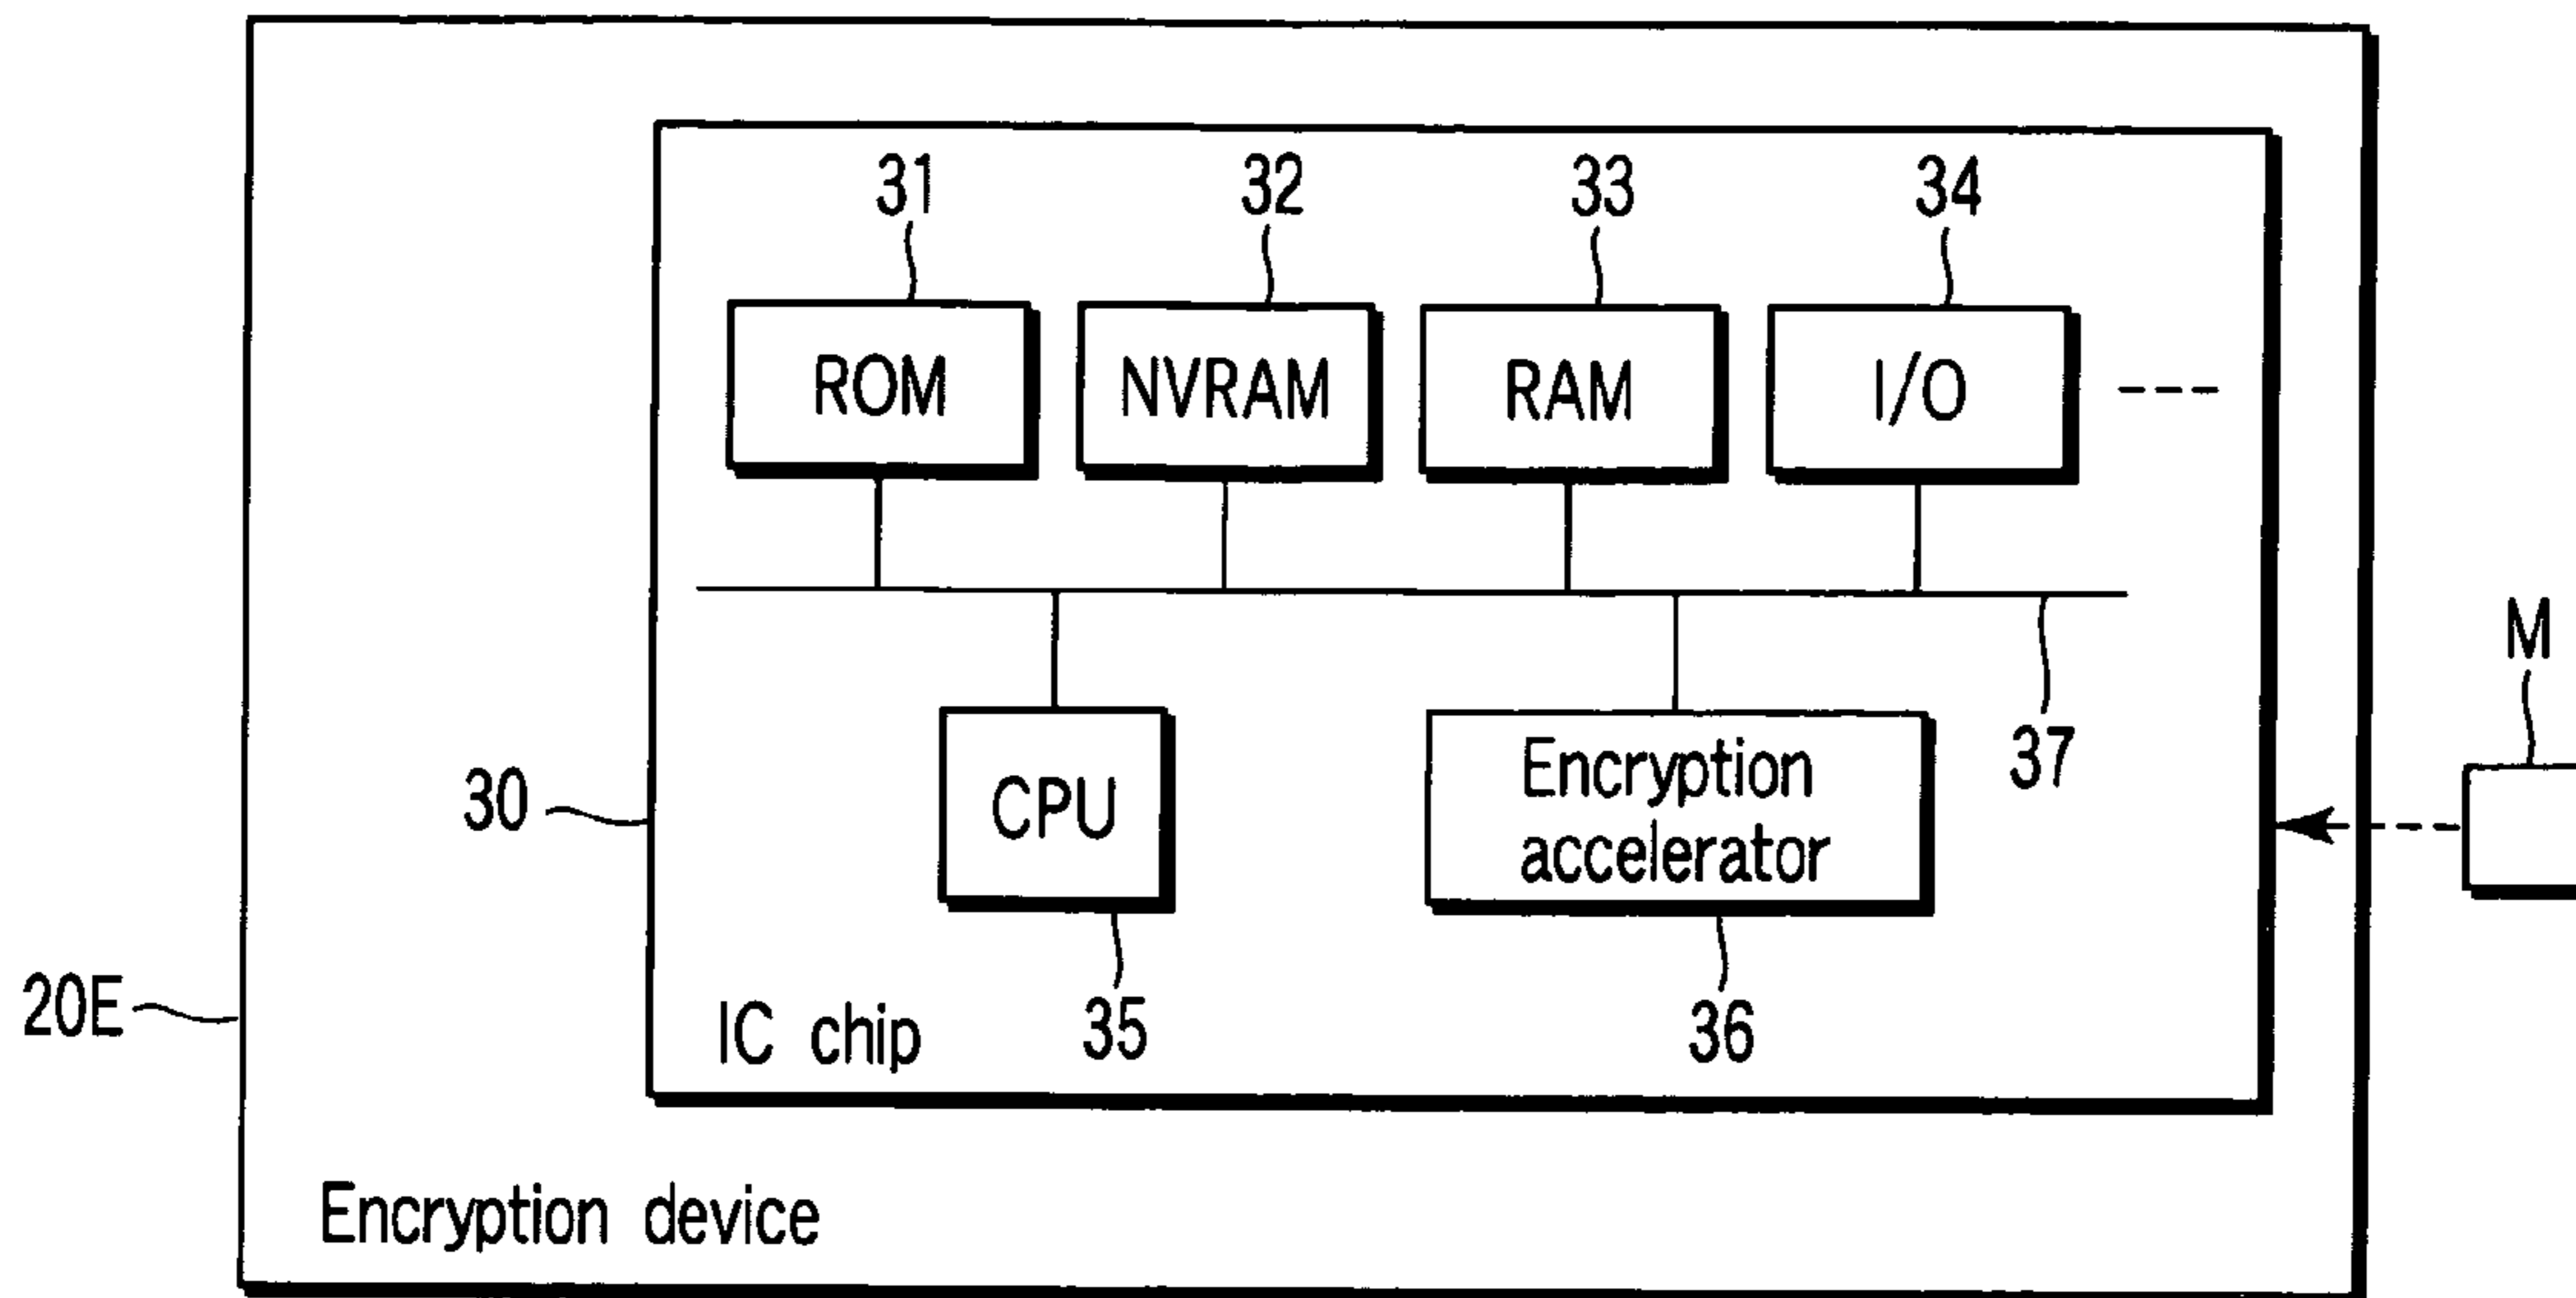 31 32 33 34
ROM NVRAM RAM I/O
M
37
30
CPU
Encryption
accelerator
20E
35 36
IC chip
Encryption device